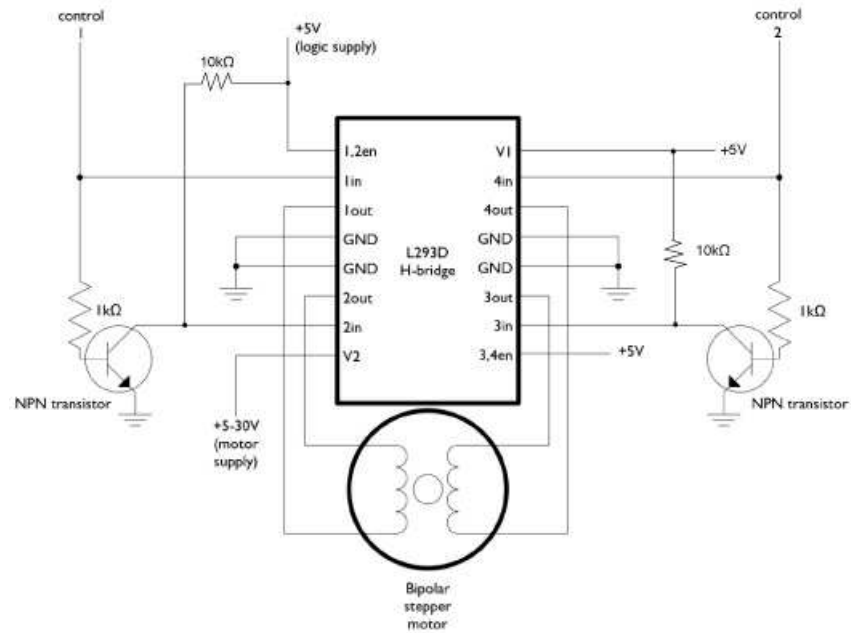 control
1
+5V
(logic supply)
10kΩ
control
2
1,2en
1in
1out
GND
GND
2out
2in
V2
L293D
H-bridge
V1
4in
4out
GND
GND
3out
3in
3,4en
+5V
10kΩ
1kΩ
1kΩ
+5V
NPN transistor
NPN transistor
+5-30V
(motor
supply)
Bipolar
stepper
motor